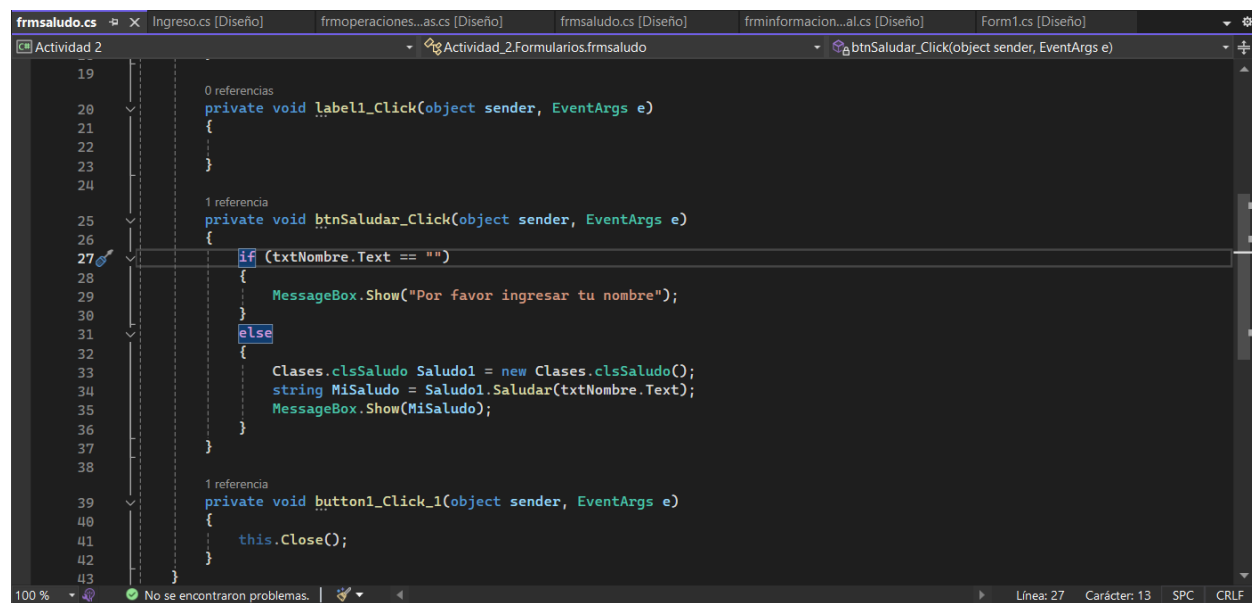 frmsaludo.cs Ingreso.cs [Diseño] frmoperaciones...as.cs [Diseño] frmsaludo.cs [Diseño] frminformacion...al.cs [Diseño] Form1.cs [Diseño]
C# Actividad 2 Actividad_2.Formularios.frmsaludo btnSaludar_Click(object sender, EventArgs e)
19
0 referencias
20 private void label1_Click(object sender, EventArgs e)
21 {
22
23 }
24
1 referencia
25 private void btnSaludar_Click(object sender, EventArgs e)
26 {
27 if (txtNombre.Text == "")
28 {
29 MessageBox.Show("Por favor ingresar tu nombre");
30 }
31 else
32 {
33 Clases.clsSaludo Saludo1 = new Clases.clsSaludo();
34 string MiSaludo = Saludo1.Saludar(txtNombre.Text);
35 MessageBox.Show(MiSaludo);
36 }
37 }
38
1 referencia
39 private void button1_Click_1(object sender, EventArgs e)
40 {
41 this.Close();
42 }
43 }
100 % No se encontraron problemas. Línea: 27 Carácter: 13 SPC CRLF